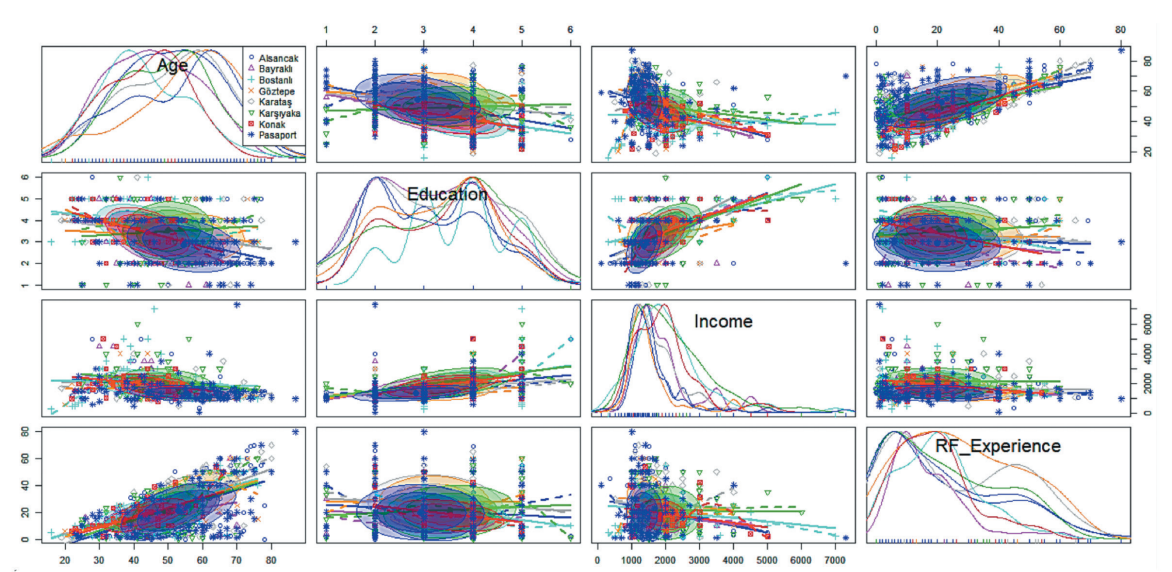 1 2 3 4 5 6 0 20 40 60 80
Age
Alsancak
Bayraklı
Bostanlı
Göztepe
Karataş
Karşıyaka
Konak
Pasaport
20 40 60 80
1 2 3 4 5 6
Education
Income
0 2000 4000 6000
0 20 40 60 80
RF_Experience
20 30 40 50 60 70 80 0 1000 2000 3000 4000 5000 6000 7000